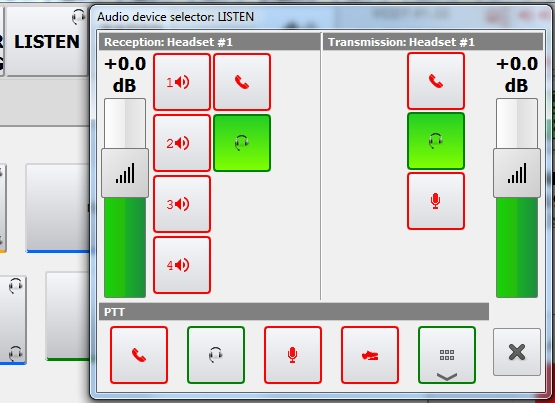 Audio device selector: LISTEN
LISTEN
Reception: Headset #1
Transmission: Headset #1
+0.0
dB
+0.0
dB
1
2
3
4
PTT